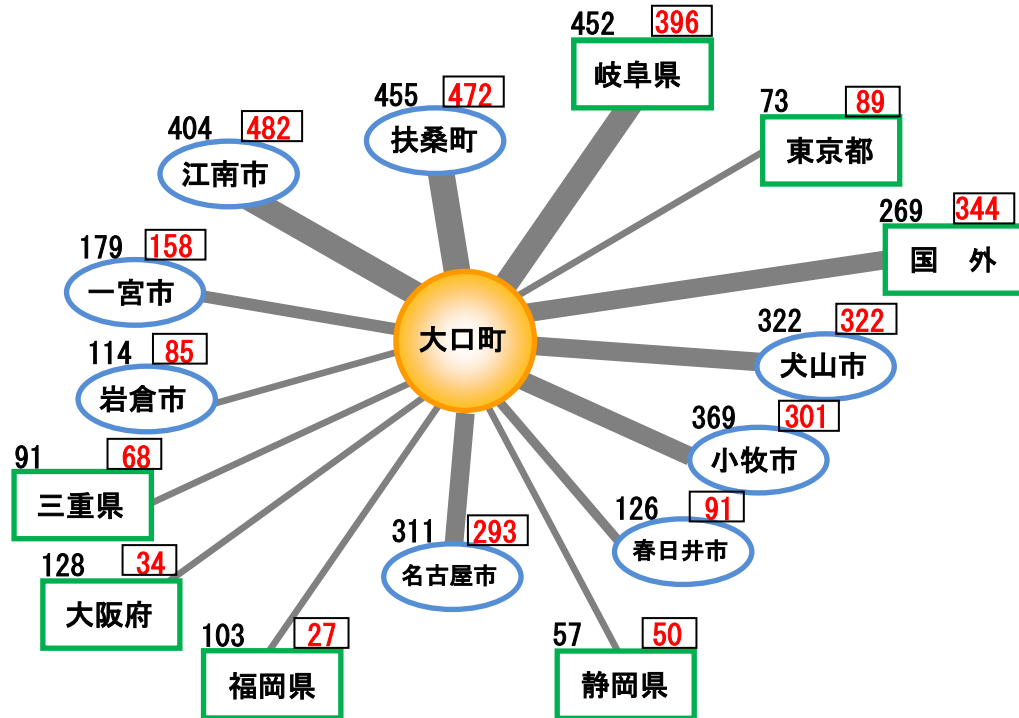 452 396
岐阜県
455 472
扶桑町
73 89
東京都
404 482
江南市
269 344
国　外
179 158
一宮市
大口町
322 322
犬山市
114 85
岩倉市
369 301
小牧市
91 68
三重県
311 293
名古屋市
126 91
春日井市
128 34
大阪府
103 27
福岡県
57 50
静岡県